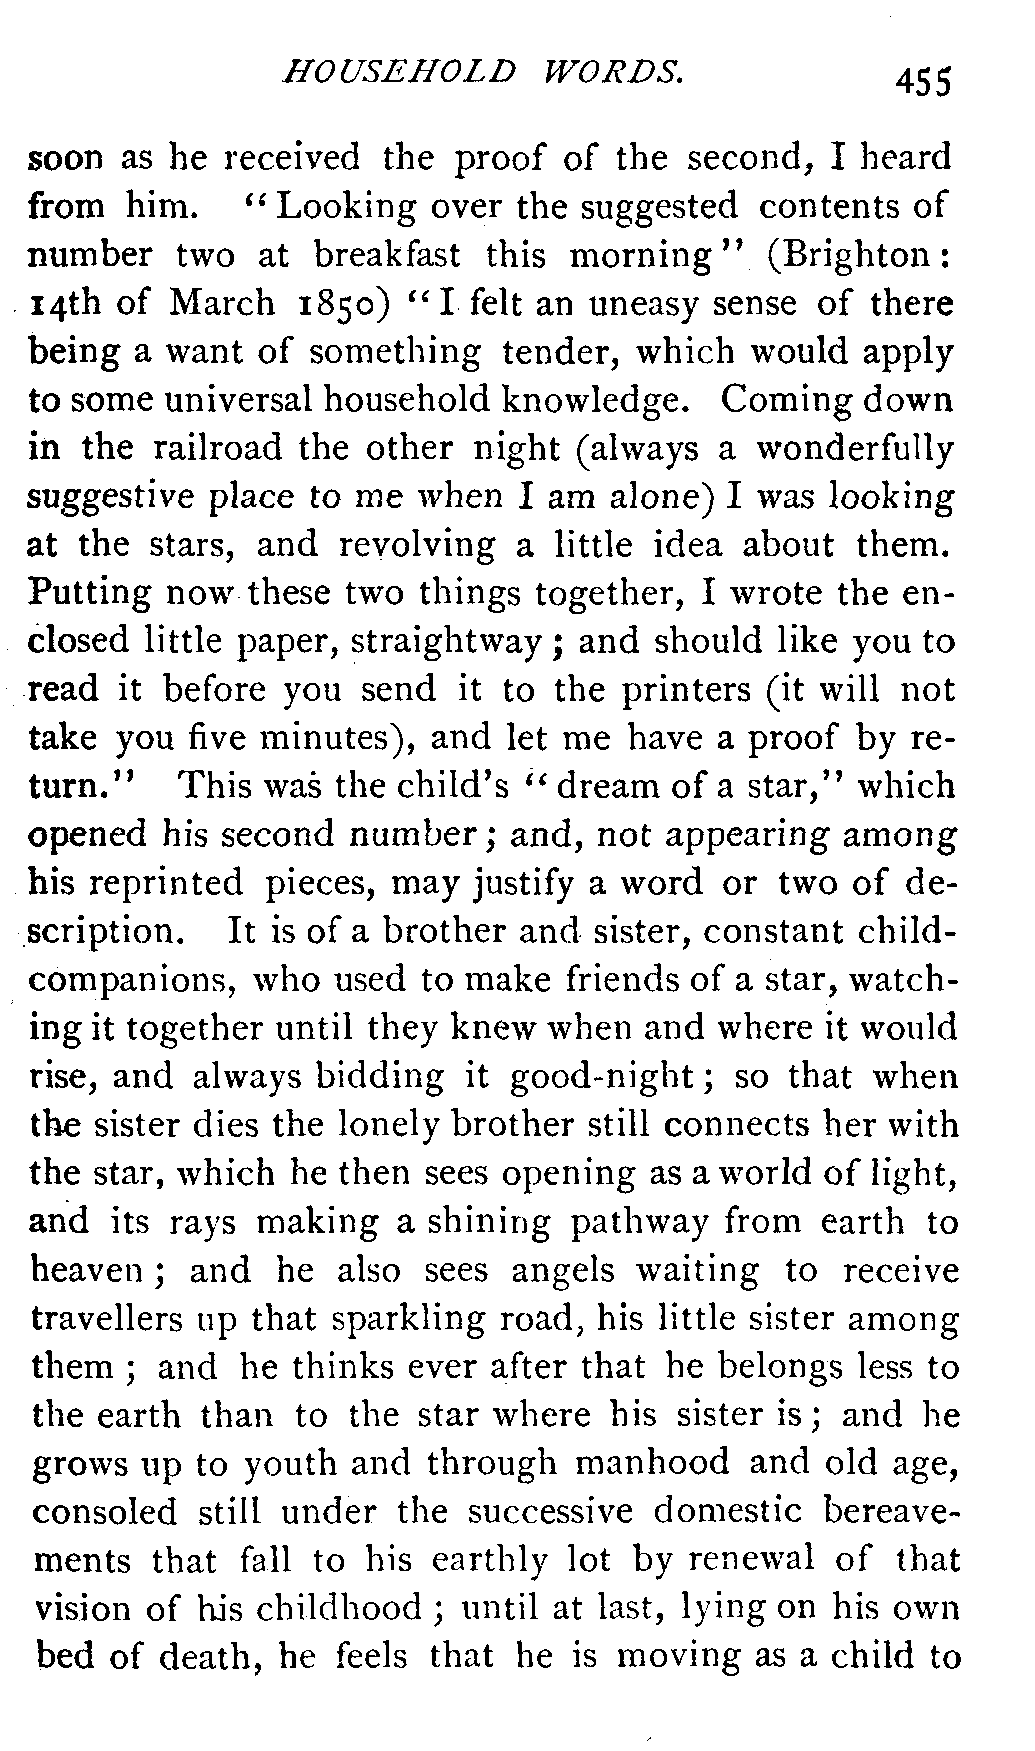 HOUSEHOLD WORDS. 455
soon as he received the proof of the second, I heard
from him. “Looking over the suggested contents of
number two at breakfast this morning” (Brighton:
14th of March 1850) “I felt an uneasy sense of there
being a want of something tender, which would apply
to some universal household knowledge. Coming down
in the railroad the other night (always a wonderfully
suggestive place to me when I am alone) I was looking
at the stars, and revolving a little idea about them.
Putting now these two things together, I wrote the en-
closed little paper, straightway; and should like you to
read it before you send it to the printers (it will not
take you five minutes), and let me have a proof by re-
turn.” This was the child's “dream of a star,” which
opened his second number; and, not appearing among
his reprinted pieces, may justify a word or two of de-
scription. It is of a brother and sister, constant child-
companions, who used to make friends of a star, watch-
ing it together until they knew when and where it would
rise, and always bidding it good-night; so that when
the sister dies the lonely brother still connects her with
the star, which he then sees opening as a world of light,
and its rays making a shining pathway from earth to
heaven; and he also sees angels waiting to receive
travellers up that sparkling road, his little sister among
them; and he thinks ever after that he belongs less to
the earth than to the star where his sister is; and he
grows up to youth and through manhood and old age,
consoled still under the successive domestic bereave-
ments that fall to his earthly lot by renewal of that
vision of his childhood; until at last, lying on his own
bed of death, he feels that he is moving as a child to